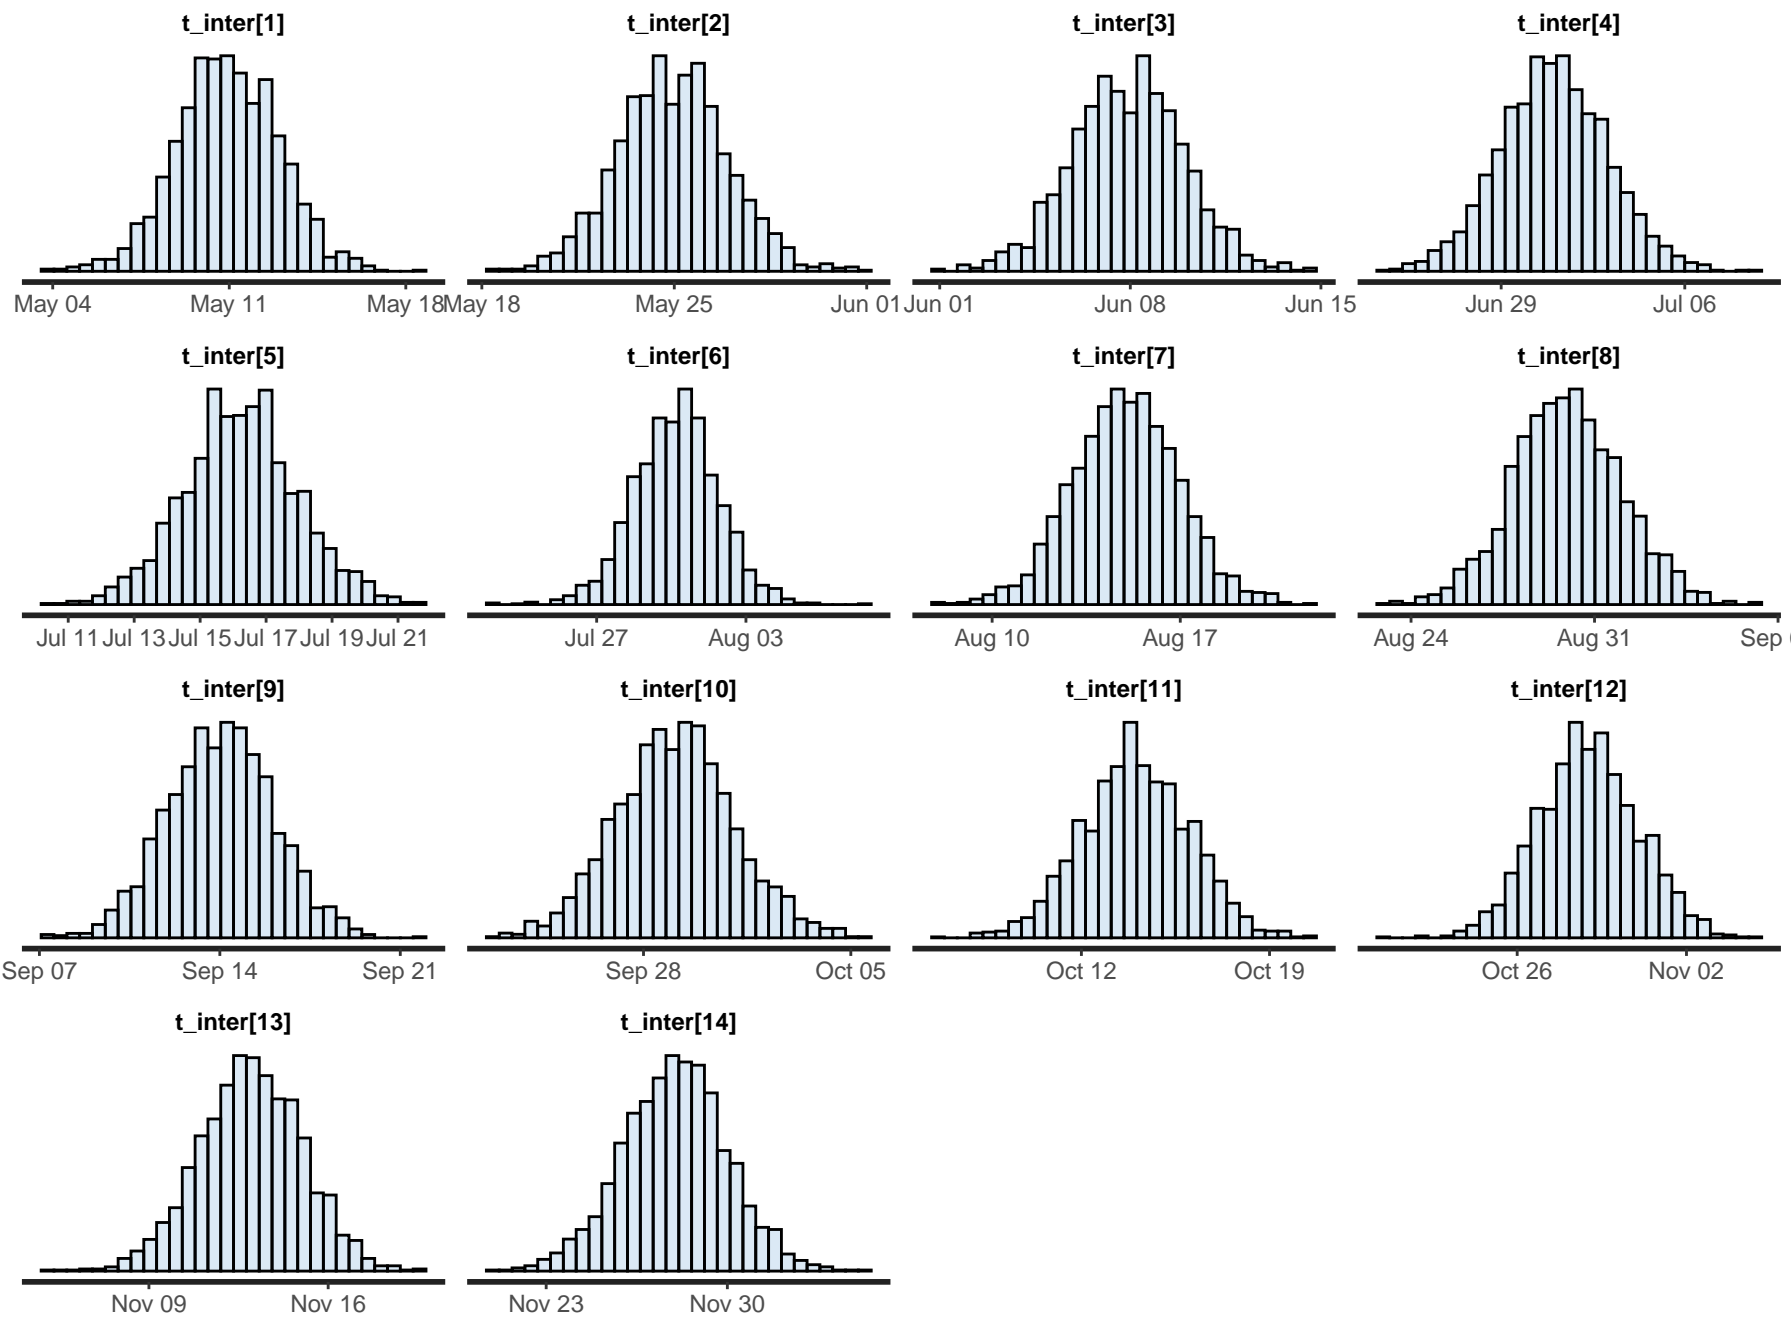 t_inter[1] t_inter[2] t_inter[3] t_inter[4]
May 04 May 11 May 18 May 18 May 25 Jun 01 Jun 01 Jun 08 Jun 15 Jun 29 Jul 06
t_inter[5] t_inter[6] t_inter[7] t_inter[8]
Jul 11 Jul 13 Jul 15 Jul 17 Jul 19 Jul 21 Jul 27 Aug 03 Aug 10 Aug 17 Aug 24 Aug 31 Sep
t_inter[9] t_inter[10] t_inter[11] t_inter[12]
Sep 07 Sep 14 Sep 21 Sep 28 Oct 05 Oct 12 Oct 19 Oct 26 Nov 02
t_inter[13] t_inter[14]
Nov 09 Nov 16 Nov 23 Nov 30